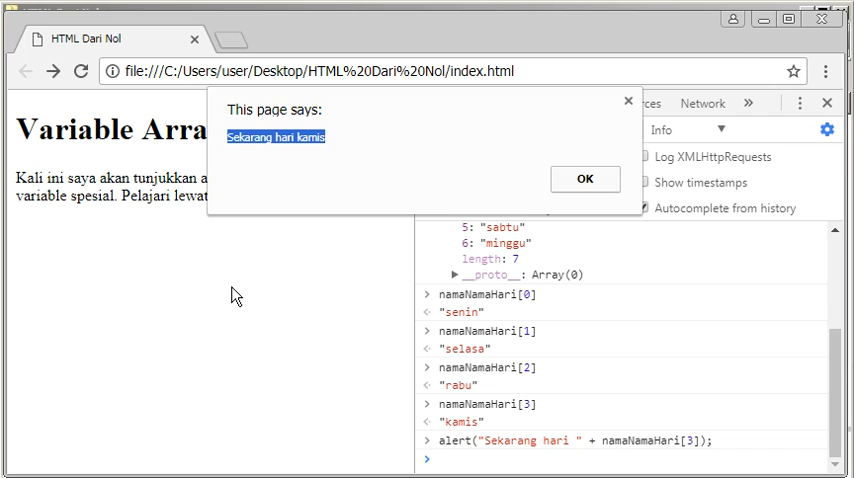 HTML Dari Nol
file:///C:/Users/user/Desktop/HTML%20Dari%20Nol/index.html
This page says:
Sekarang hari kamis
OK
Variable Arra
Kali ini saya akan tunjukkan a
variable spesial. Pelajari lewat
rces Network »
Info
Log XMLHttpRequests
Show timestamps
Autocomplete from history
5: "sabtu"
6: "minggu"
length: 7
__proto__: Array(0)
namaNamaHari[0]
"senin"
namaNamaHari[1]
"selasa"
namaNamaHari[2]
"rabu"
namaNamaHari[3]
"kamis"
alert("Sekarang hari " + namaNamaHari[3]);